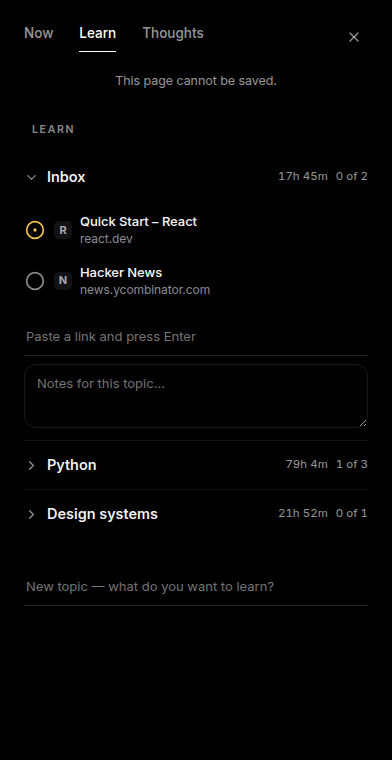 Now Learn Thoughts
This page cannot be saved.
LEARN
Inbox 17h 45m 0 of 2
R Quick Start – React
react.dev
N Hacker News
news.ycombinator.com
Paste a link and press Enter
Notes for this topic...
Python 79h 4m 1 of 3
Design systems 21h 52m 0 of 1
New topic — what do you want to learn?